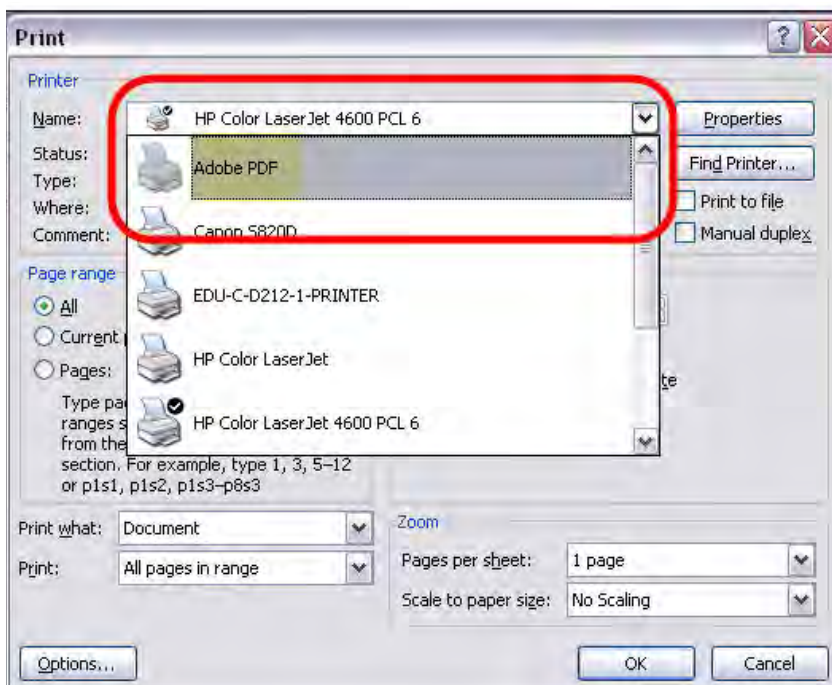 Print
Printer
Name: HP Color LaserJet 4600 PCL 6 Properties
Status: Adobe PDF Find Printer...
Type:
Where: Print to file
Comment: Canon S820D Manual duplex
Page range
All EDU-C-D212-1-PRINTER
Current
Pages: HP Color LaserJet
Type
ranges HP Color LaserJet 4600 PCL 6
from the
section. For example, type 1, 3, 5–12
or p1s1, p1s2, p1s3–p8s3
Print what: Document Zoom
Print: All pages in range Pages per sheet: 1 page
Scale to paper size: No Scaling
Options... OK Cancel